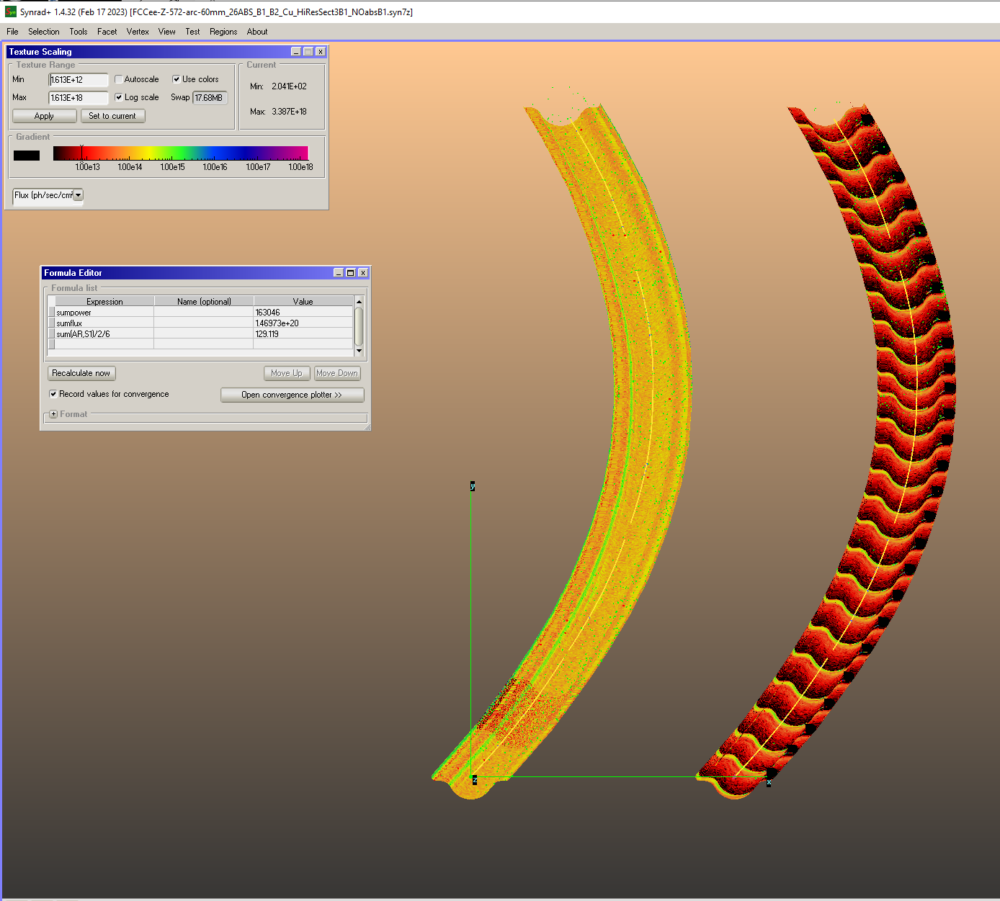 Synrad+ 1.4.32 (Feb 17 2023) [FCCee-Z-572-arc-60mm_26ABS_B1_B2_Cu_HiResSect3B1_NOabsB1.syn7z]
File Selection Tools Facet Vertex View Test Regions About
Texture Scaling
Texture Range
Min 1.613E+12 Autoscale Use colors
Max 1.613E+18 Log scale Swap 17.68MB
Apply Set to current
Current
Min: 2.041E+02
Max: 3.387E+18
Gradient
1.00e13 1.00e14 1.00e15 1.00e16 1.00e17 1.00e18
Flux (ph/sec/cm²
Formula Editor
Formula list
Expression Name (optional) Value
sumpower 163046
sumflux 1.46973e+20
sum(AR,S1)/2/6 129.119
Recalculate now Move Up Move Down
Record values for convergence Open convergence plotter >>
Format
y
z
x